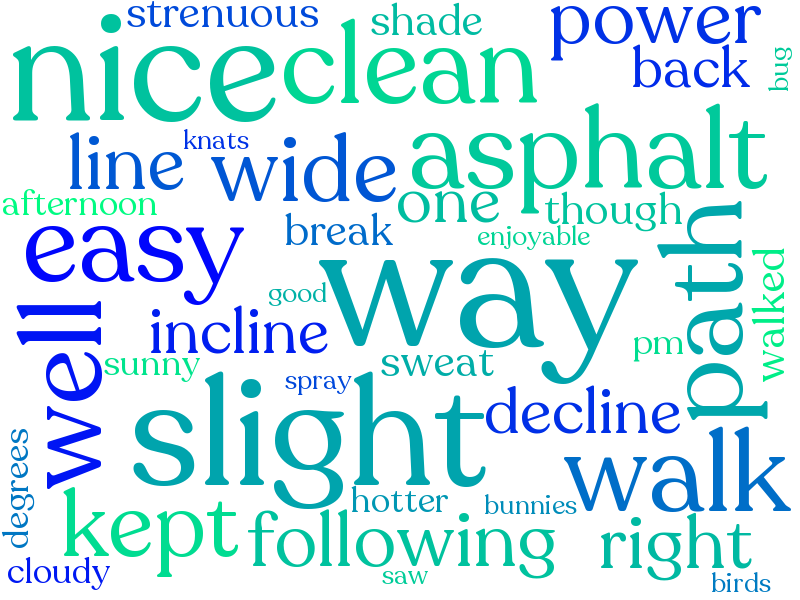 strenuous
shade
power
bug
nice
clean
back
knats
line
wide
asphalt
afternoon
one
though
easy
break
enjoyable
path
way
walked
good
well
incline
pm
sunny
sweat
spray
slight
decline
degrees
walk
kept
hotter
bunnies
following
right
cloudy
saw
birds